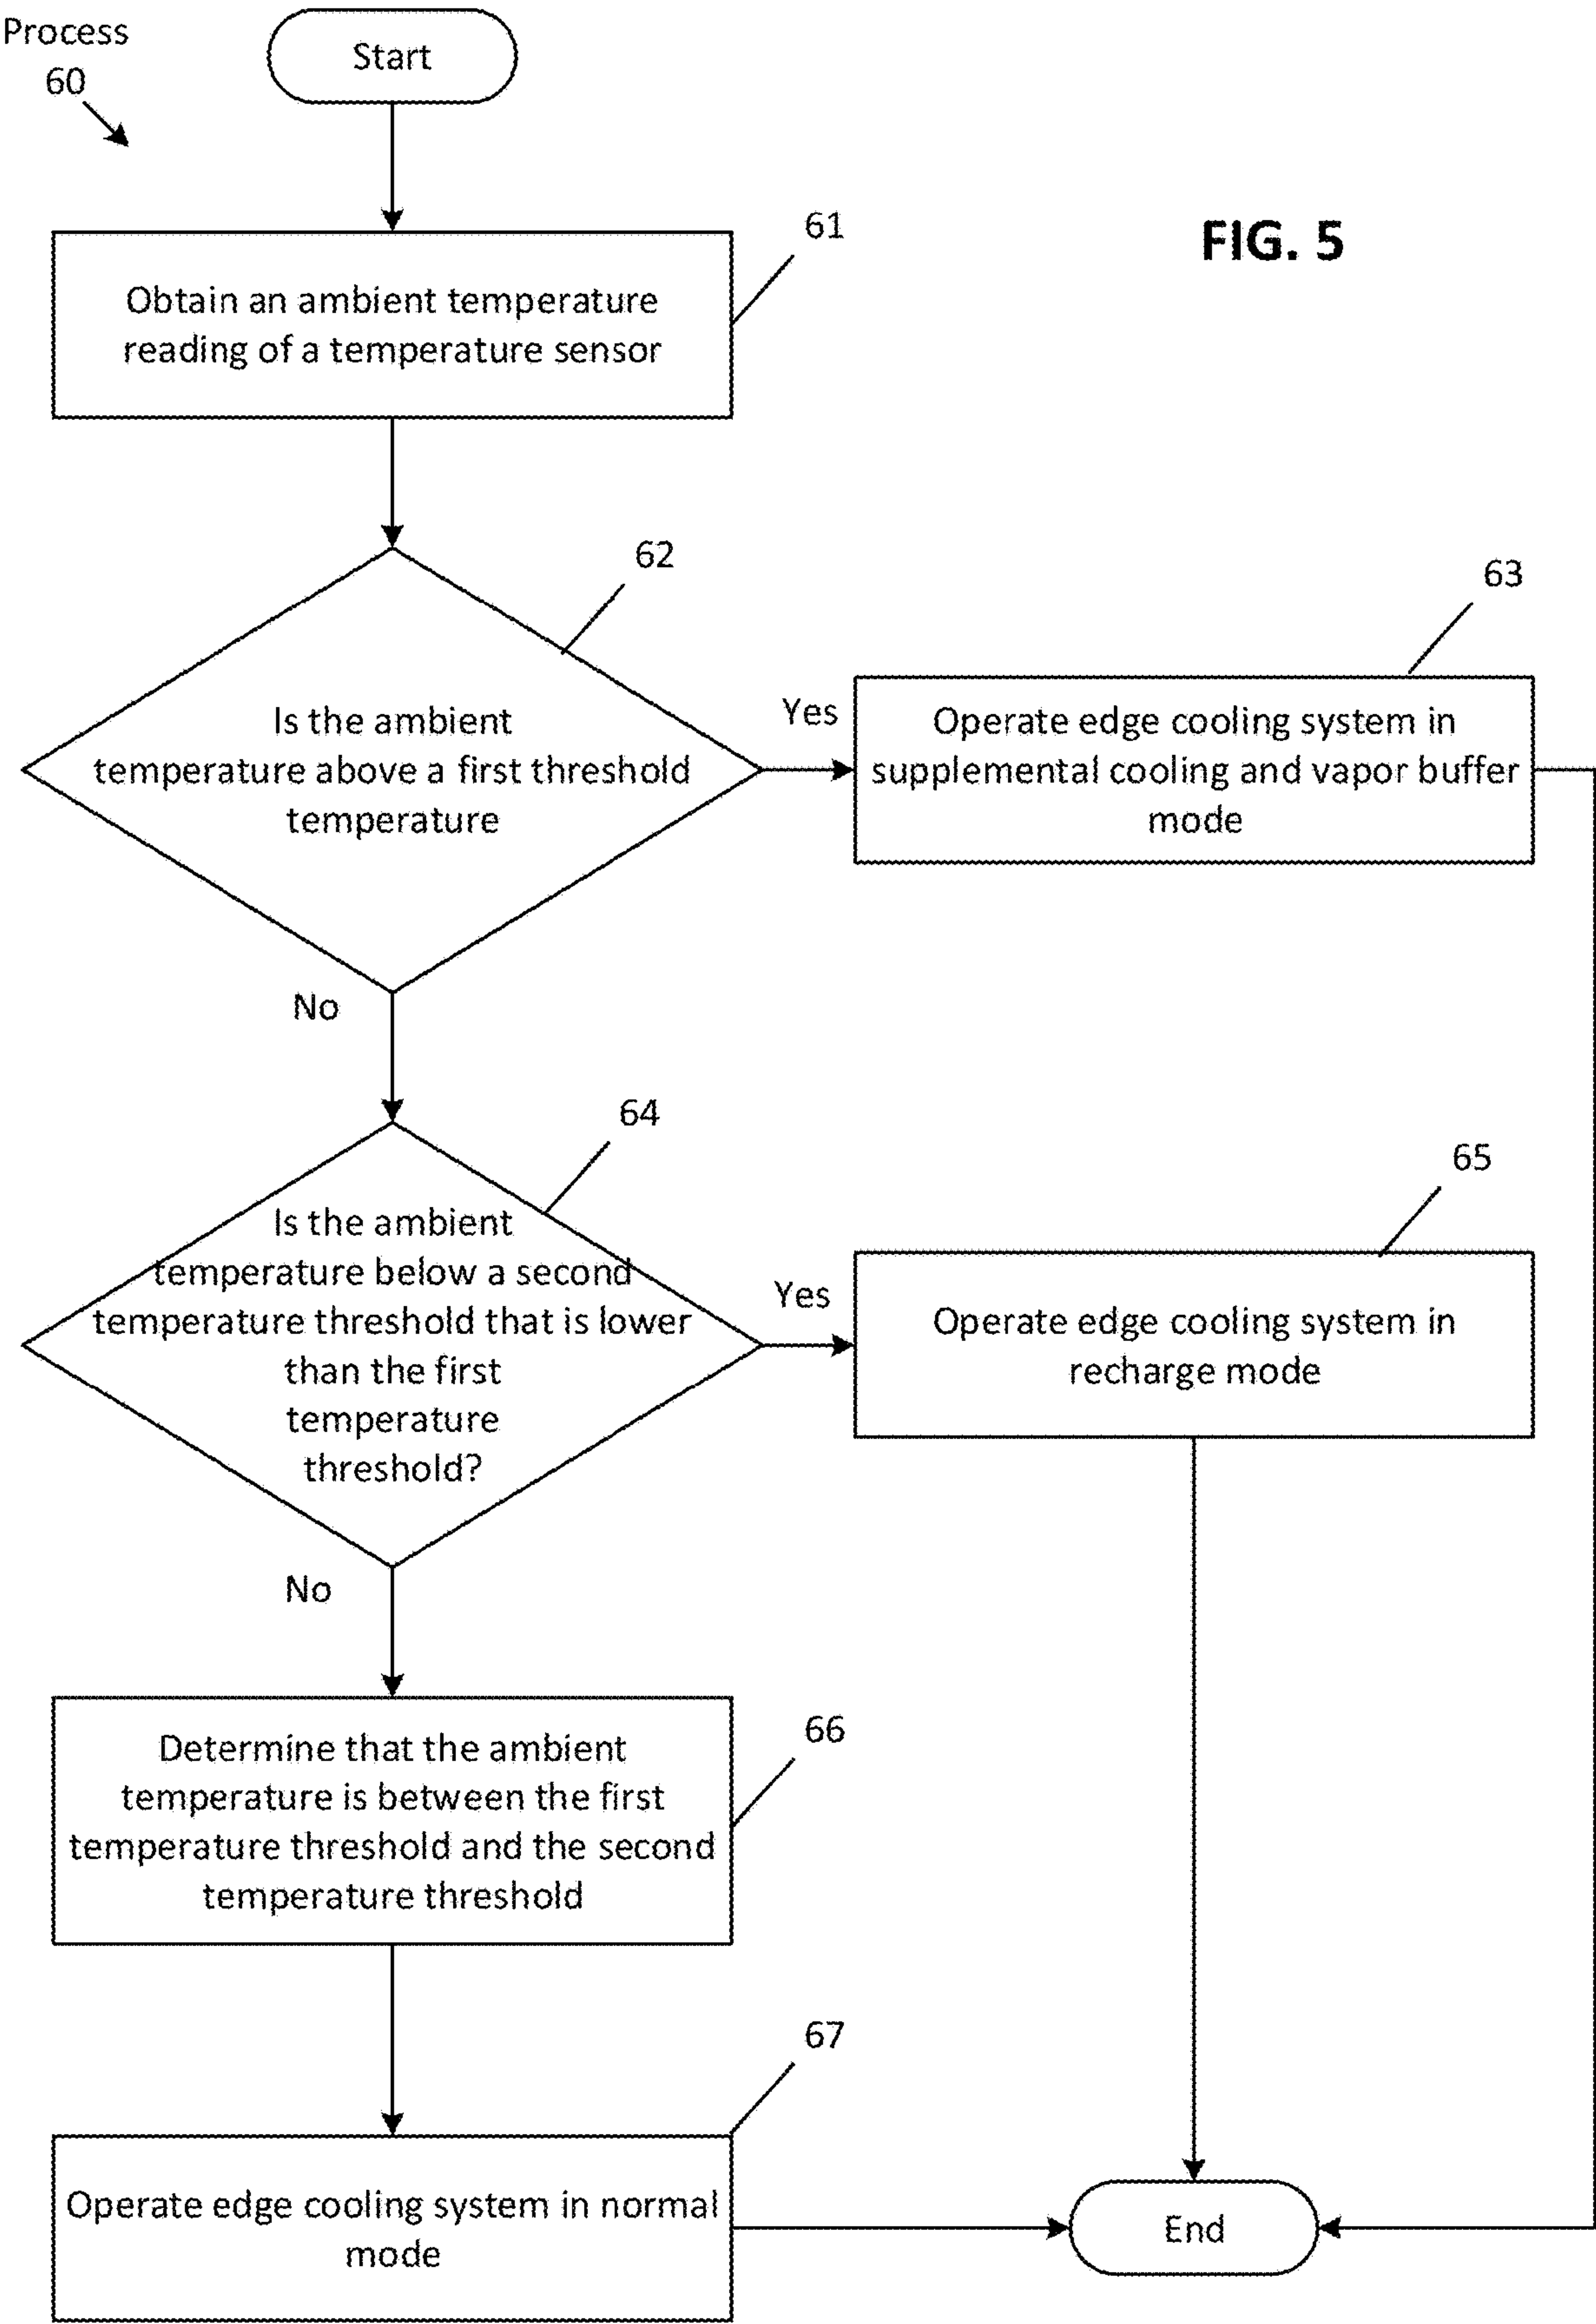 Process
60
Start
FIG. 5
61
Obtain an ambient temperature
reading of a temperature sensor
62
Is the ambient
temperature above a first threshold
temperature
Yes
63
Operate edge cooling system in
supplemental cooling and vapor buffer
mode
No
64
Is the ambient
temperature below a second
temperature threshold that is lower
than the first
temperature
threshold?
Yes
65
Operate edge cooling system in
recharge mode
No
66
Determine that the ambient
temperature is between the first
temperature threshold and the second
temperature threshold
67
Operate edge cooling system in normal
mode
End